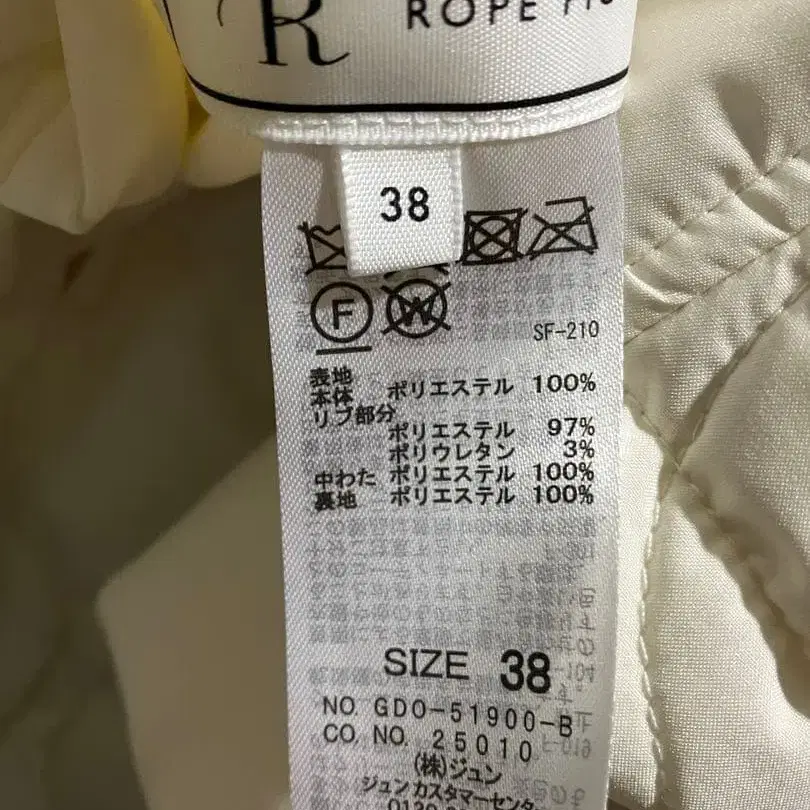 R ROPE
38
F W
SF-210
表地
本体 ポリエステル 100%
リブ部分
ポリエステル 97%
ポリウレタン 3%
中わた ポリエステル 100%
裏地 ポリエステル 100%
SIZE 38
NO. GDO-51900-B
CO. NO. 25010
(株)ジュン
ジュン カスタマーセンター